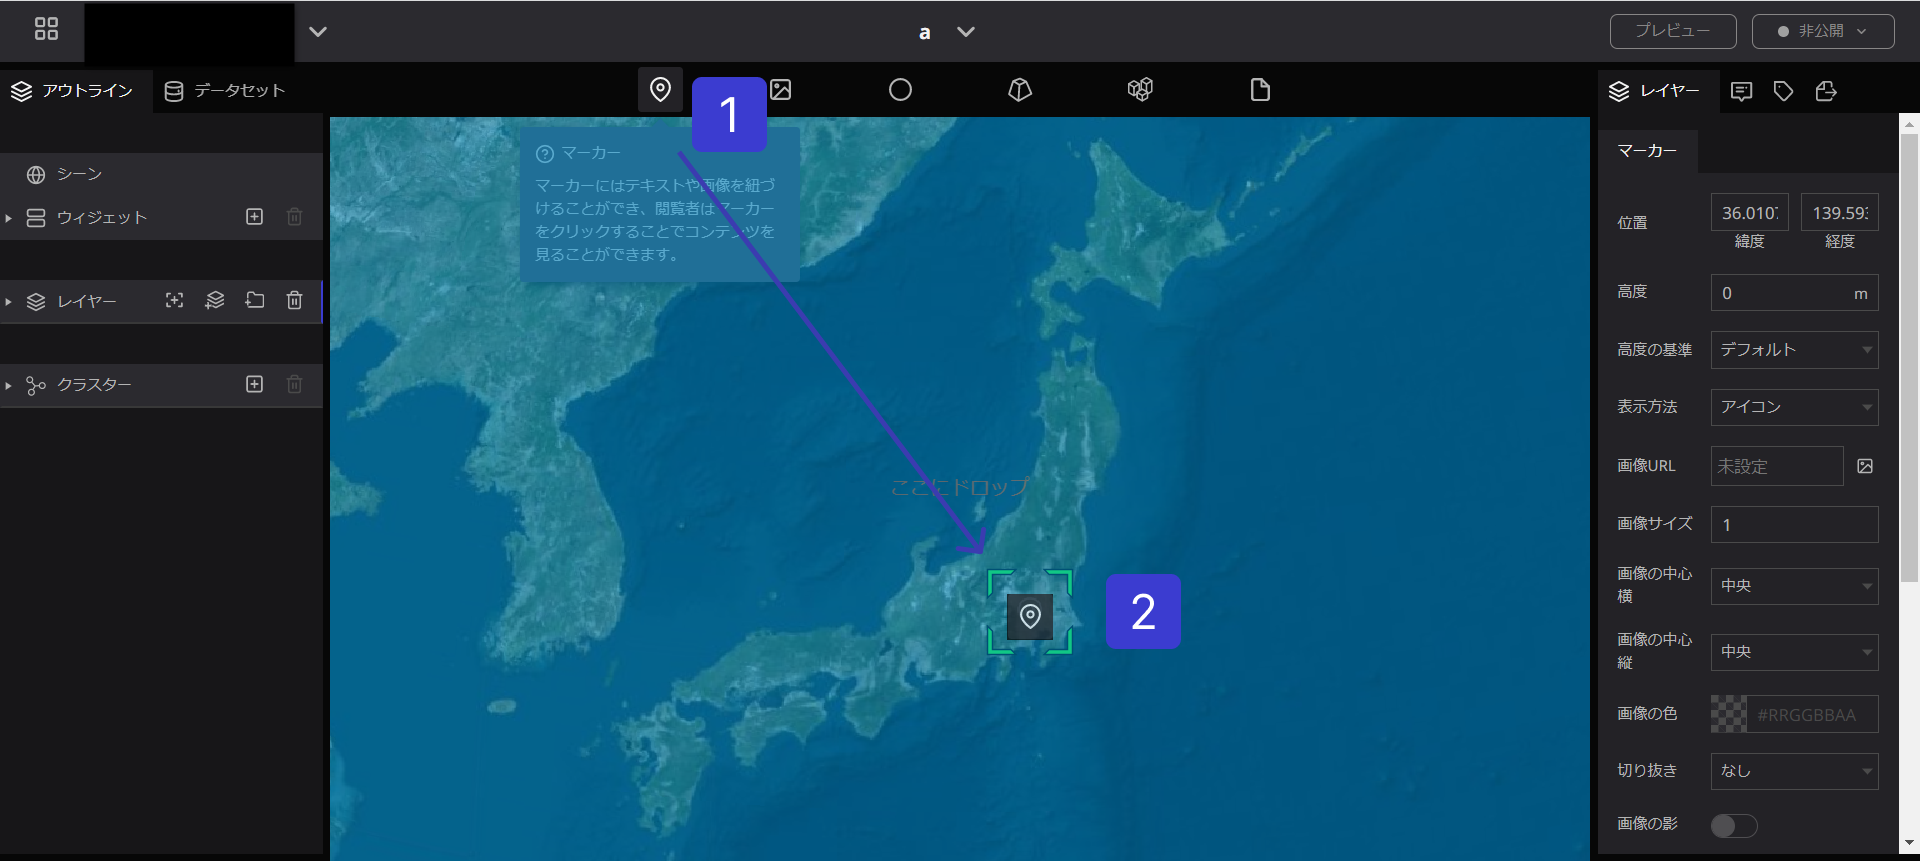 a
プレビュー
非公開
アウトライン
データセット
1
レイヤー
マーカー
マーカーにはテキストや画像を紐づ
けることができ、閲覧者はマーカー
をクリックすることでコンテンツを
見ることができます。
シーン
ウィジェット
レイヤー
クラスター
ここにドロップ
2
マーカー
位置
36.010
139.59
緯度
経度
高度
0
m
高度の基準
デフォルト
表示方法
アイコン
画像URL
未設定
画像サイズ
1
画像の中心
横
中央
画像の中心
縦
中央
画像の色
#RRGGBBAA
切り抜き
なし
画像の影